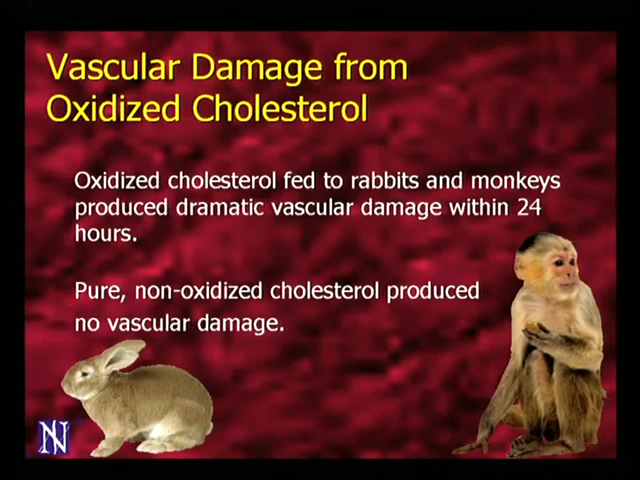 Vascular Damage from
Oxidized Cholesterol
Oxidized cholesterol fed to rabbits and monkeys
produced dramatic vascular damage within 24
hours.
Pure, non-oxidized cholesterol produced
no vascular damage.
N